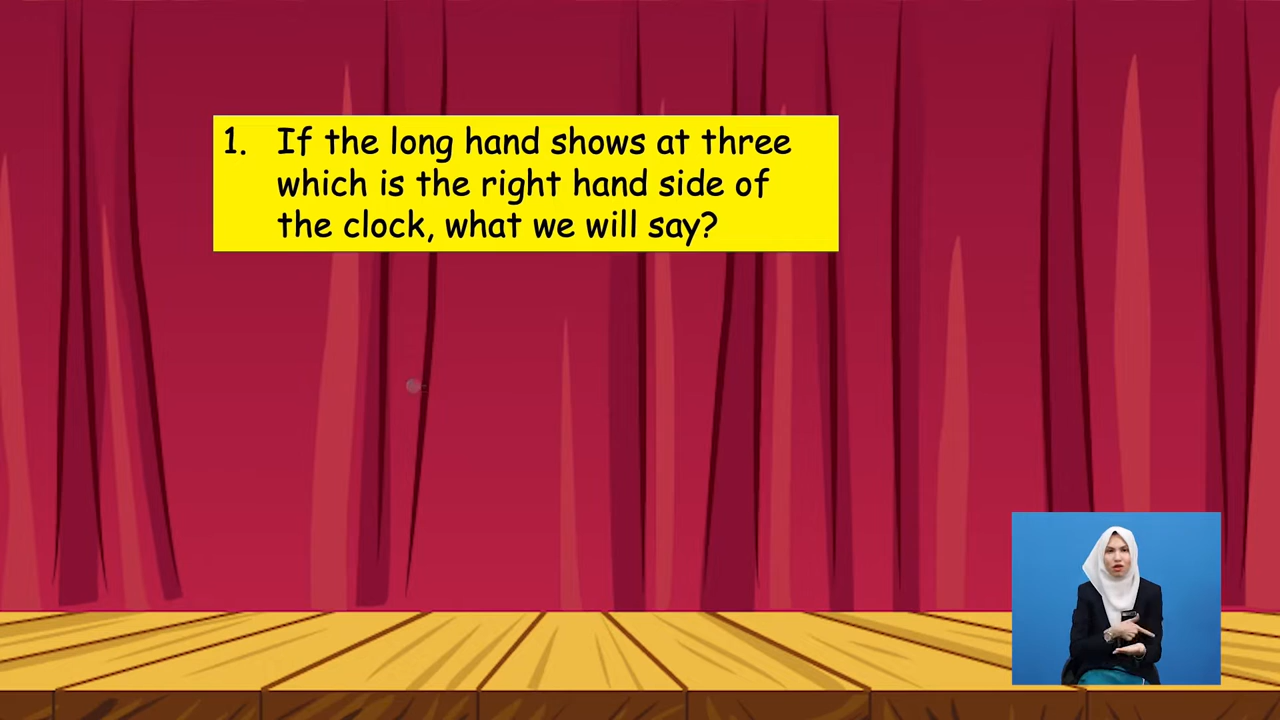 1. If the long hand shows at three
which is the right hand side of
the clock, what we will say?